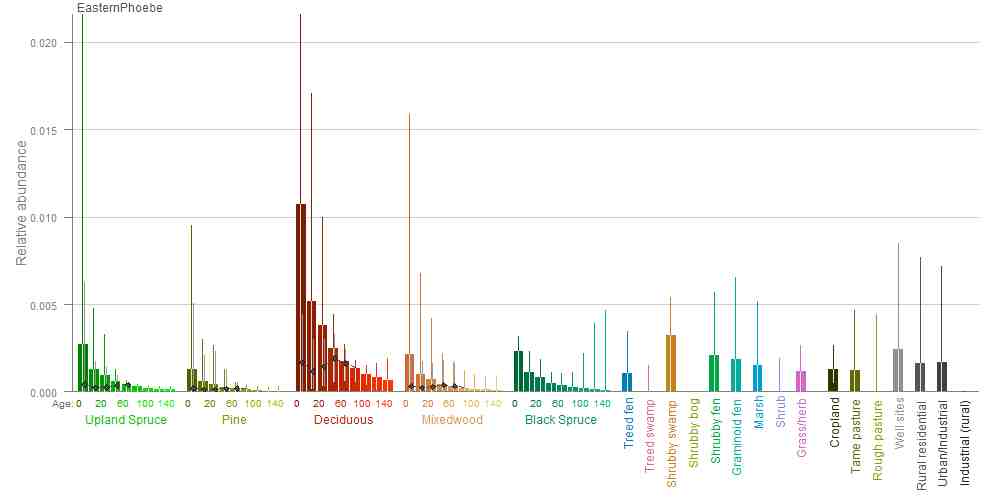 EasternPhoebe
0.020
0.015
0.010
0.005
0.000
Relative abundance
Age: 0 20 60 100 140 0 20 60 100 140 0 20 60 100 140 0 20 60 100 140 0 20 60 100 140
Upland Spruce Pine Deciduous Mixedwood Black Spruce
Treed fen
Treed swamp
Shrubby swamp
Shrubby bog
Shrubby fen
Graminoid fen
Marsh
Shrub
Grass/herb
Cropland
Tame pasture
Rough pasture
Well sites
Rural residential
Urban/Industrial
Industrial (rural)